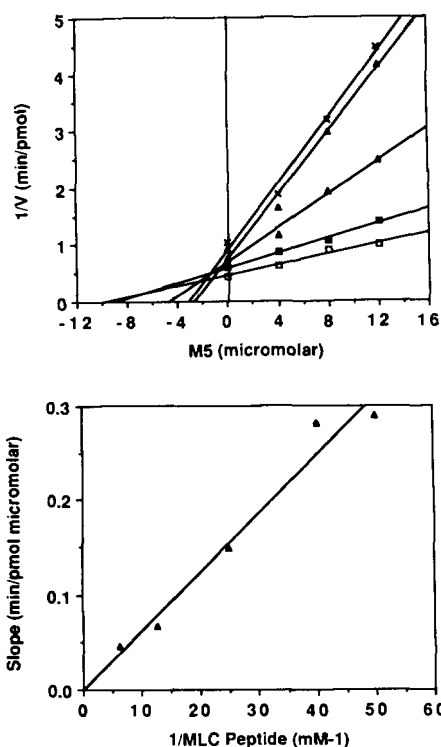 5
4
3
2
1
0
1/V (min/pmol)
-12 -8 -4 0 4 8 12 16
M5 (micromolar)
0.3
0.2
0.1
0.0
Slope (min/pmol micromolar)
0 10 20 30 40 50 60
1/MLC Peptide (mM-1)